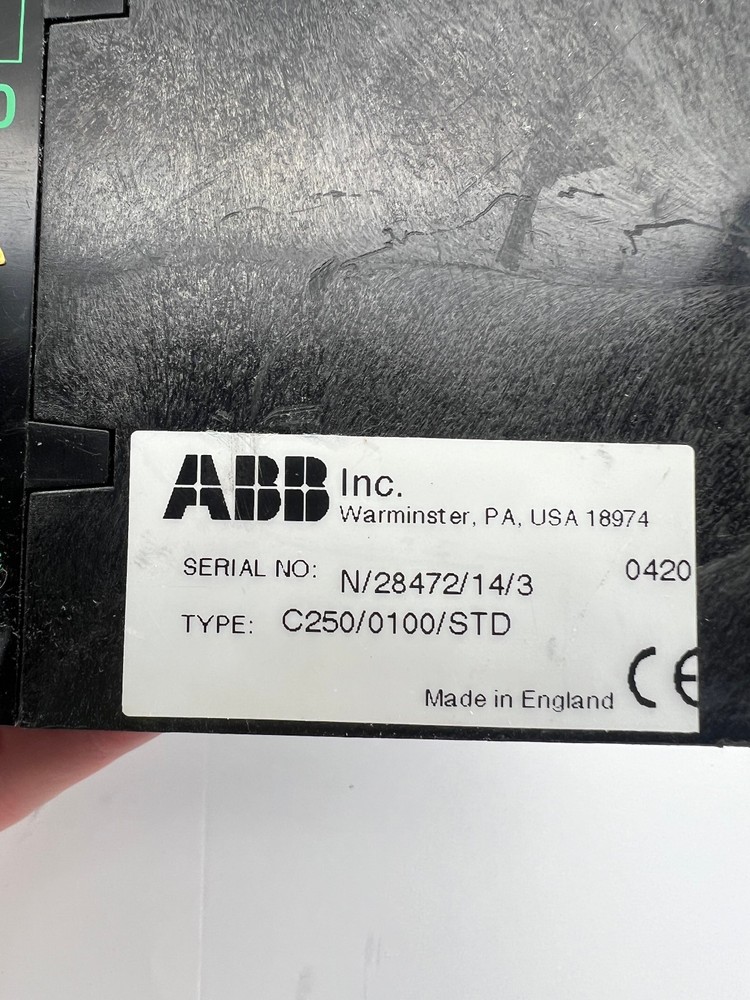 ABB Inc.
Warminster, PA, USA 18974
SERIAL NO: N/28472/14/3 0420
TYPE: C250/0100/STD
Made in England CE